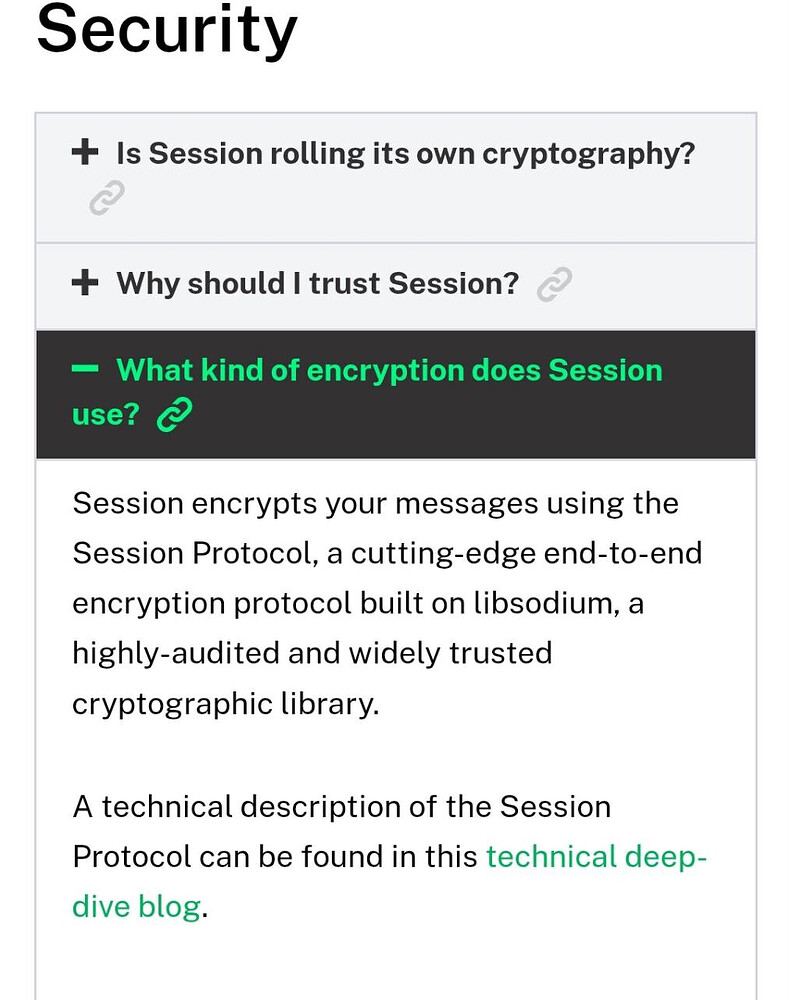 Security
Is Session rolling its own cryptography?
Why should I trust Session?
What kind of encryption does Session
use?
Session encrypts your messages using the
Session Protocol, a cutting-edge end-to-end
encryption protocol built on libsodium, a
highly-audited and widely trusted
cryptographic library.
A technical description of the Session
Protocol can be found in this technical deep-
dive blog.